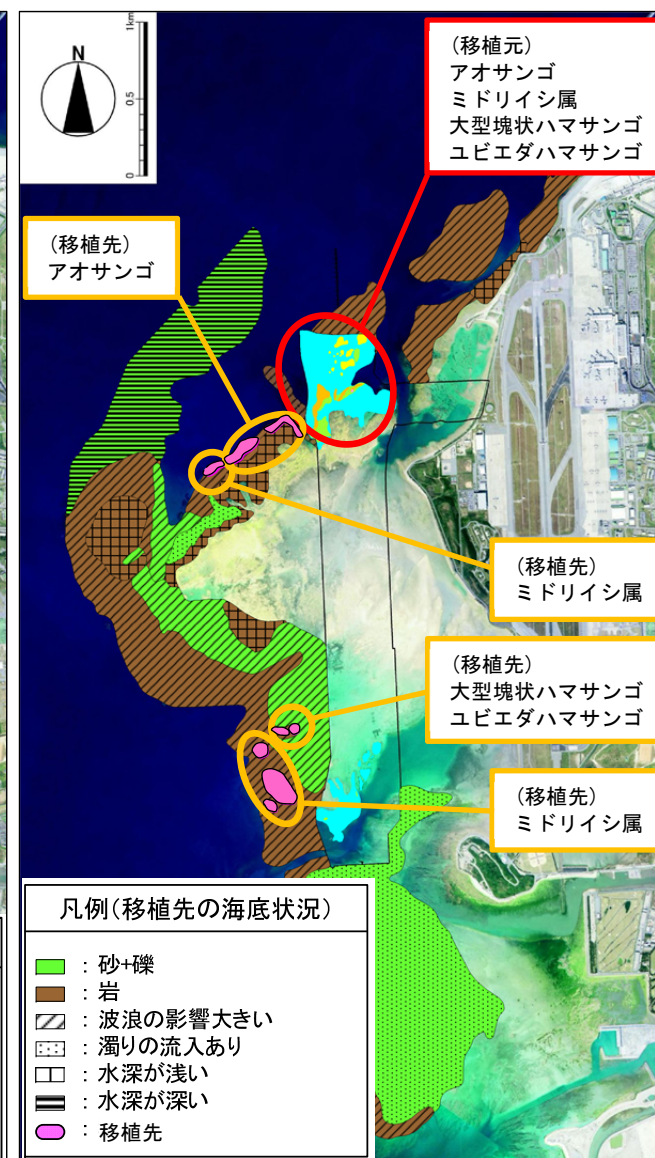 N
1km
0.5
0
(移植元)
アオサンゴ
ミドリイシ属
大型塊状ハマサンゴ
ユビエダハマサンゴ
(移植先)
アオサンゴ
(移植先)
ミドリイシ属
(移植先)
大型塊状ハマサンゴ
ユビエダハマサンゴ
(移植先)
ミドリイシ属
凡例(移植先の海底状況)
:砂+礫
:岩
:波浪の影響大きい
:濁りの流入あり
:水深が浅い
:水深が深い
:移植先